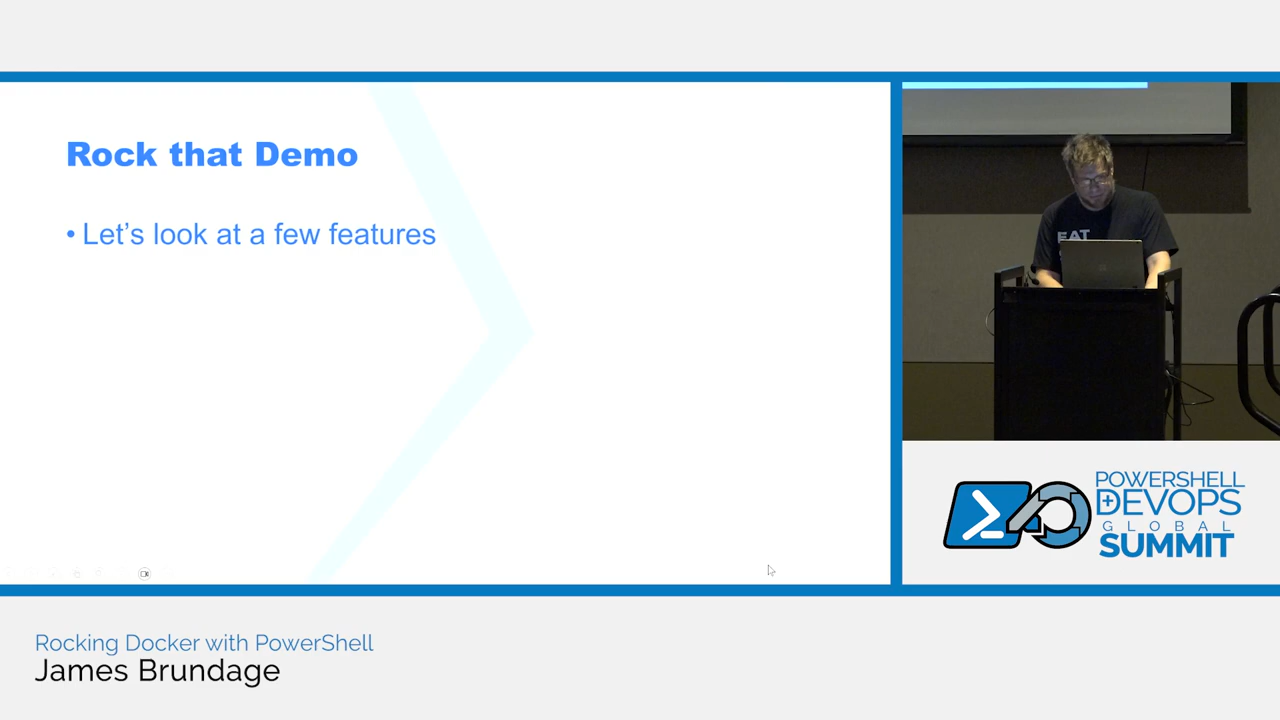 Rock that Demo
• Let's look at a few features
EAT
POWERSHELL
DEVOPS
GLOBAL
SUMMIT
Rocking Docker with PowerShell
James Brundage